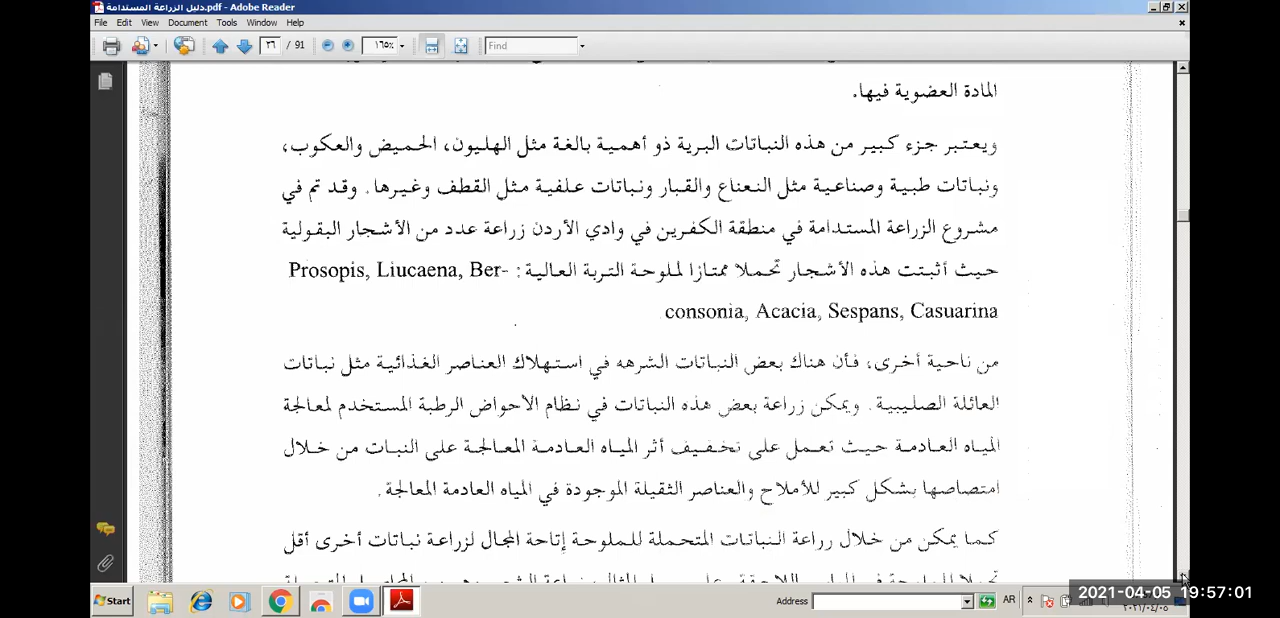 دليل الزراعة المستدامة.pdf - Adobe Reader
File Edit View Document Tools Window Help
٣٦ / 91 ١٦٥٪ Find
المادة العضوية فيها.
ويعتبر جزء كبير من هذه النباتات البرية ذو أهمية بالغة مثل الهليون، الحميض والعكوب،
ونباتات طبية وصناعية مثل النعناع والقبار ونباتات علفية مثل القطف وغيرها. وقد تم في
مشروع الزراعة المستدامة في منطقة الكفرين في وادي الأردن زراعة عدد من الأشجار البقولية
حيث أثبتت هذه الأشجار تحملا ممتازا لملوحة التربة العالية : Prosopis, Liucaena, Ber-
consonia, Acacia, Sespans, Casuarina
من ناحية أخرى، فأن هناك بعض النباتات الشرهه في استهلاك العناصر الغذائية مثل نباتات
العائلة الصليبية. ويمكن زراعة بعض هذه النباتات في نظام الاحواض الرطبة المستخدم لمعالجة
المياه العادمة حيث تعمل على تخفيف أثر المياه العادمة المعالجة على النبات من خلال
امتصاصها بشكل كبير للأملاح والعناصر الثقيلة الموجودة في المياه العادمة المعالجة.
كما يمكن من خلال زراعة النباتات المتحملة للملوحة إتاحة المجال لزراعة نباتات أخرى أقل
Start Address AR
2021-04-05 19:57:01
٢٠٢١/٠٤/٠٥